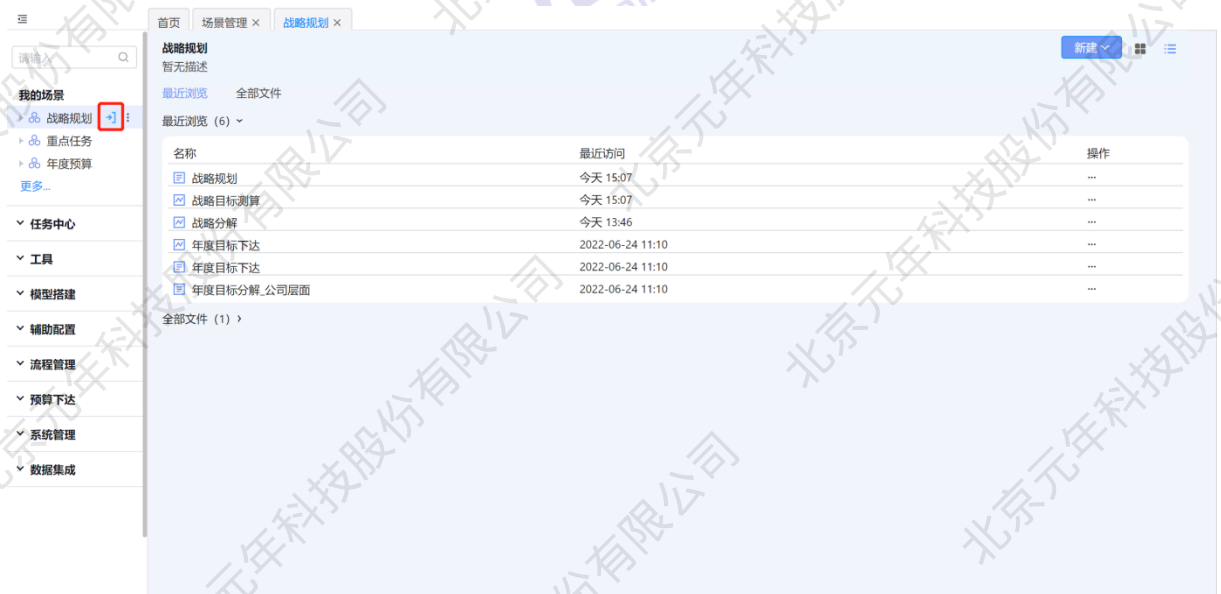 首页 场景管理 × 战略规划 ×
请输入
我的场景
战略规划
重点任务
年度预算
更多...
任务中心
工具
模型搭建
辅助配置
流程管理
预算下达
系统管理
数据集成
战略规划
新建
暂无描述
最近浏览 全部文件
最近浏览（6）
名称 最近访问 操作
战略规划 今天 15:07 ...
战略目标测算 今天 15:07 ...
战略分解 今天 13:46 ...
年度目标下达 2022-06-24 11:10 ...
年度目标下达 2022-06-24 11:10 ...
年度目标分解_公司层面 2022-06-24 11:10 ...
全部文件（1）
北京元年科技股份有限公司